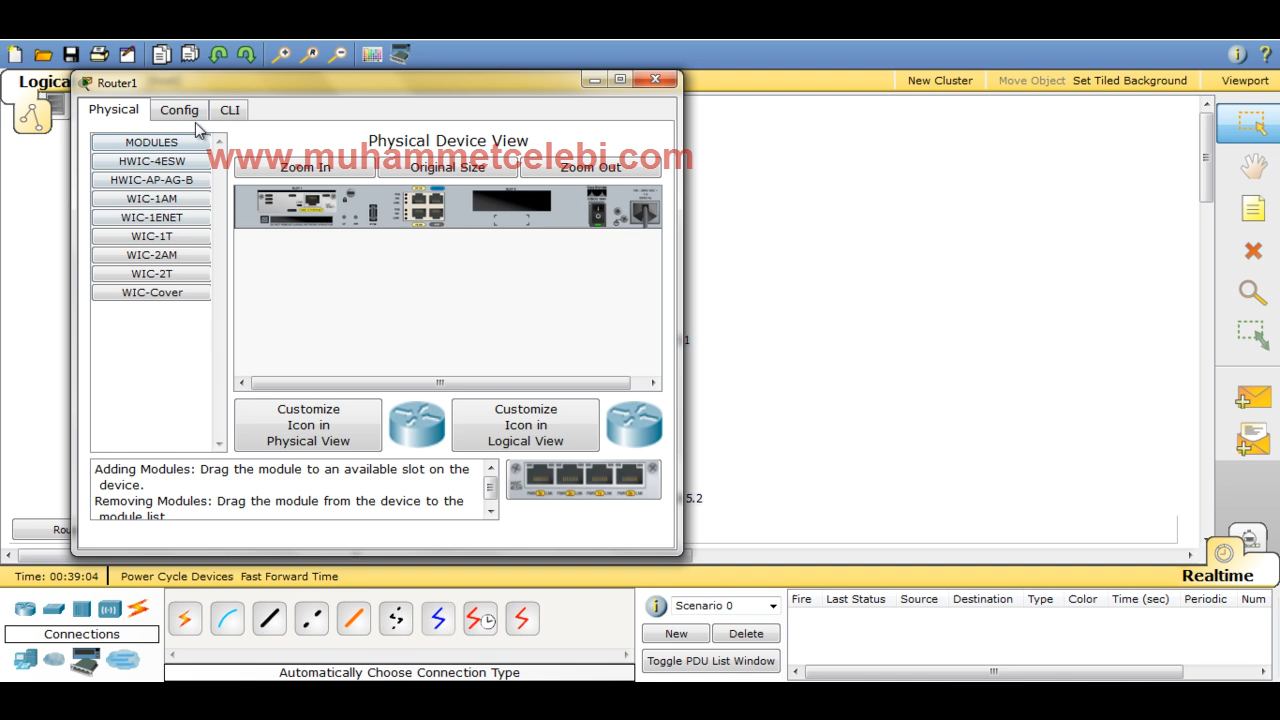 Logica
New Cluster
Move Object
Set Tiled Background
Viewport
Router1
Physical
Config
CLI
MODULES
HWIC-4ESW
HWIC-AP-AG-B
WIC-1AM
WIC-1ENET
WIC-1T
WIC-2AM
WIC-2T
WIC-Cover
Physical Device View
www.muhammetcelebi.com
Zoom In
Original Size
Zoom Out
1
Customize
Icon in
Physical View
Customize
Icon in
Logical View
Adding Modules: Drag the module to an available slot on the
device.
Removing Modules: Drag the module from the device to the
module list
5.2
Rou
Time: 00:39:04
Power Cycle Devices
Fast Forward Time
Realtime
Connections
Automatically Choose Connection Type
Scenario 0
New
Delete
Toggle PDU List Window
Fire
Last Status
Source
Destination
Type
Color
Time (sec)
Periodic
Num